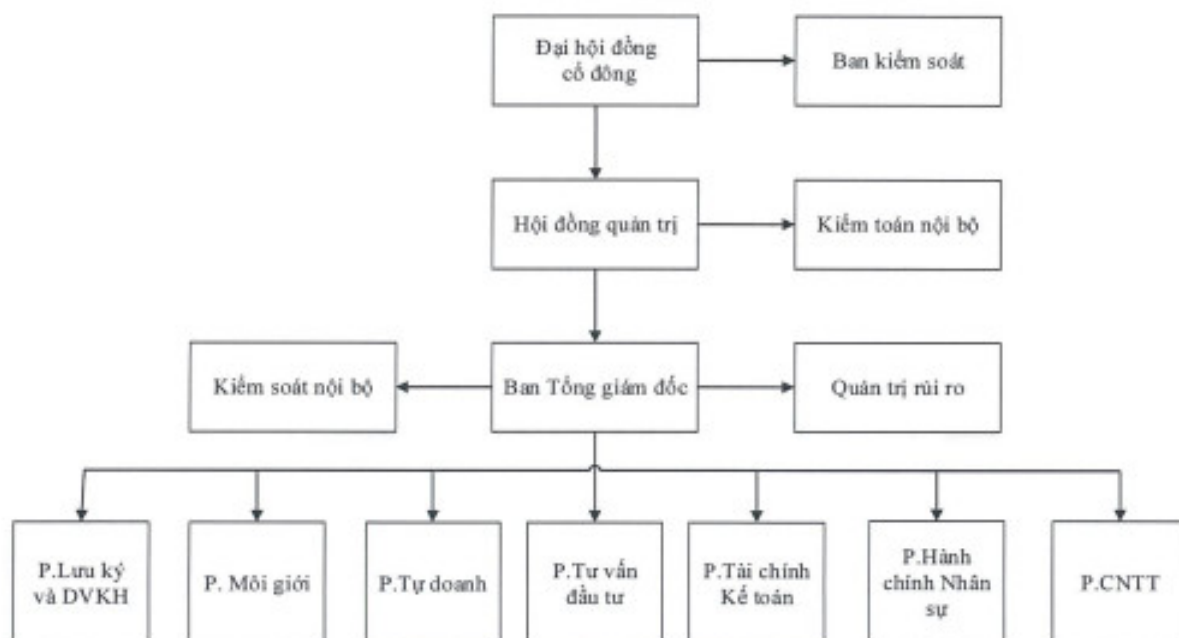 Đại hội đồng
cổ đông
Ban kiểm soát
Hội đồng quản trị
Kiểm toán nội bộ
Kiểm soát nội bộ
Ban Tổng giám đốc
Quản trị rủi ro
P.Lưu ký
và DVKH
P. Môi giới
P.Tự doanh
P.Tư vấn
đầu tư
P.Tài chính
Kế toán
P.Hành
chính Nhân
sự
P.CNTT